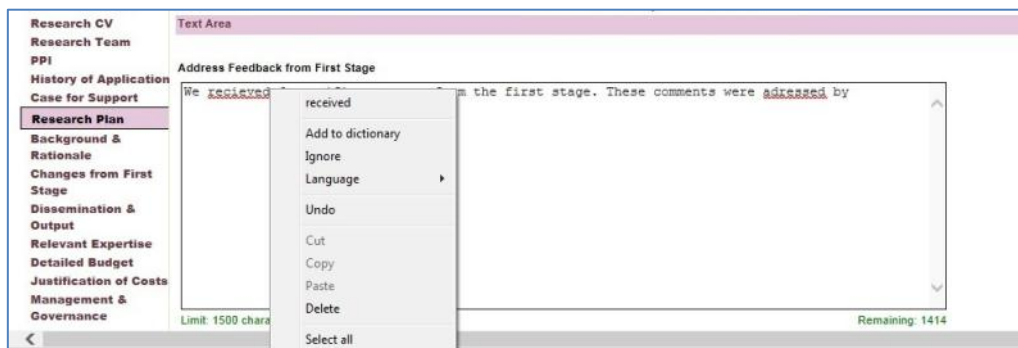 Research CV
Research Team
PPI
History of Application
Case for Support
Research Plan
Background &
Rationale
Changes from First
Stage
Dissemination &
Output
Relevant Expertise
Detailed Budget
Justification of Costs
Management &
Governance
Text Area
Address Feedback from First Stage
We recieved from the first stage. These comments were adressed by
received
Add to dictionary
Ignore
Language
Undo
Cut
Copy
Paste
Delete
Select all
Limit: 1500 chara
Remaining: 1414